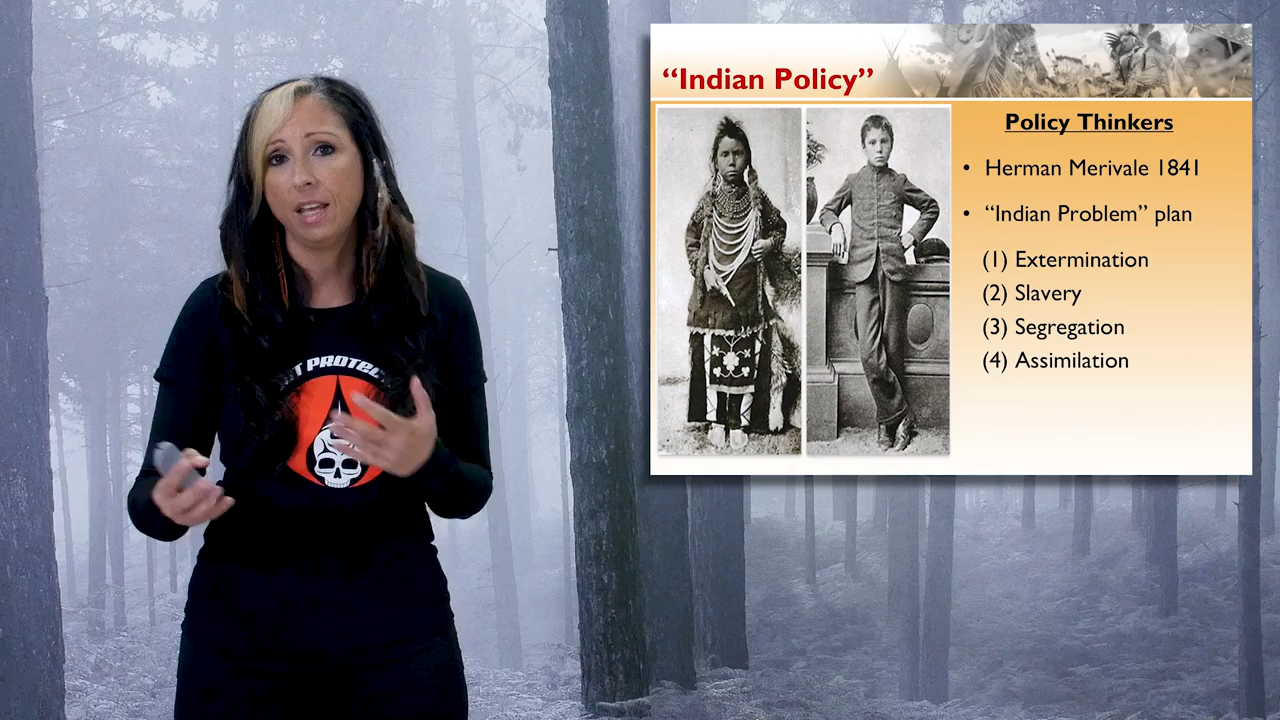 “Indian Policy”
Policy Thinkers
• Herman Merivale 1841
• “Indian Problem” plan
(1) Extermination
(2) Slavery
(3) Segregation
(4) Assimilation